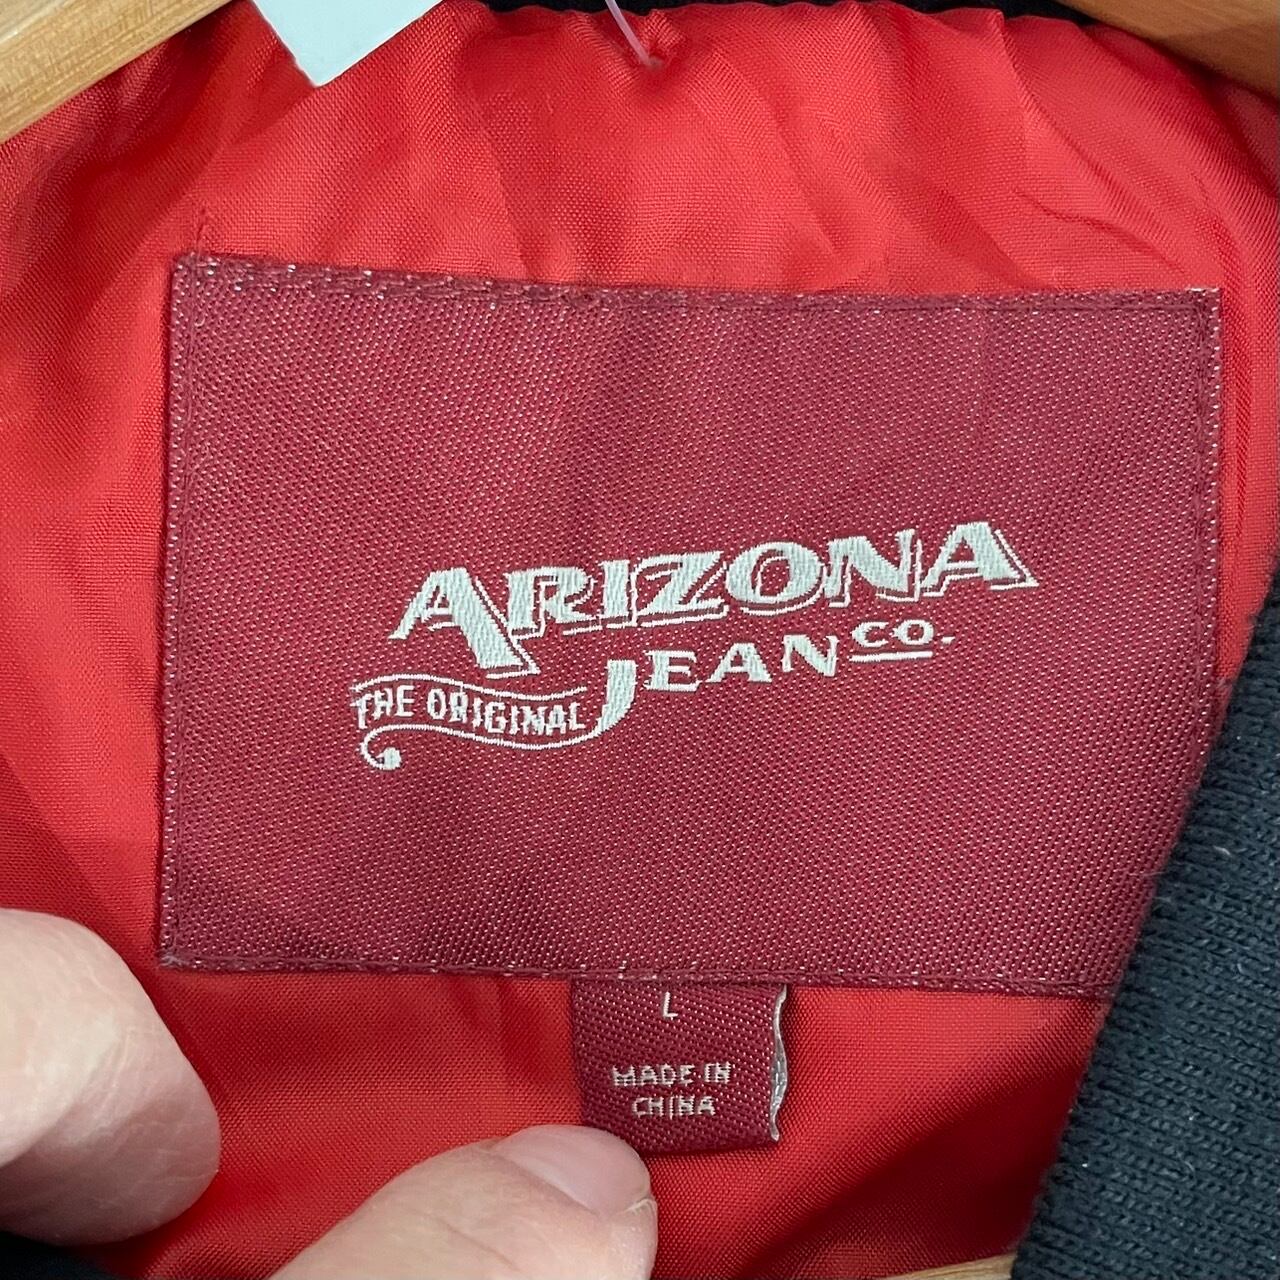 ARIZONA
JEAN CO.
THE ORIGINAL
L
MADE IN
CHINA